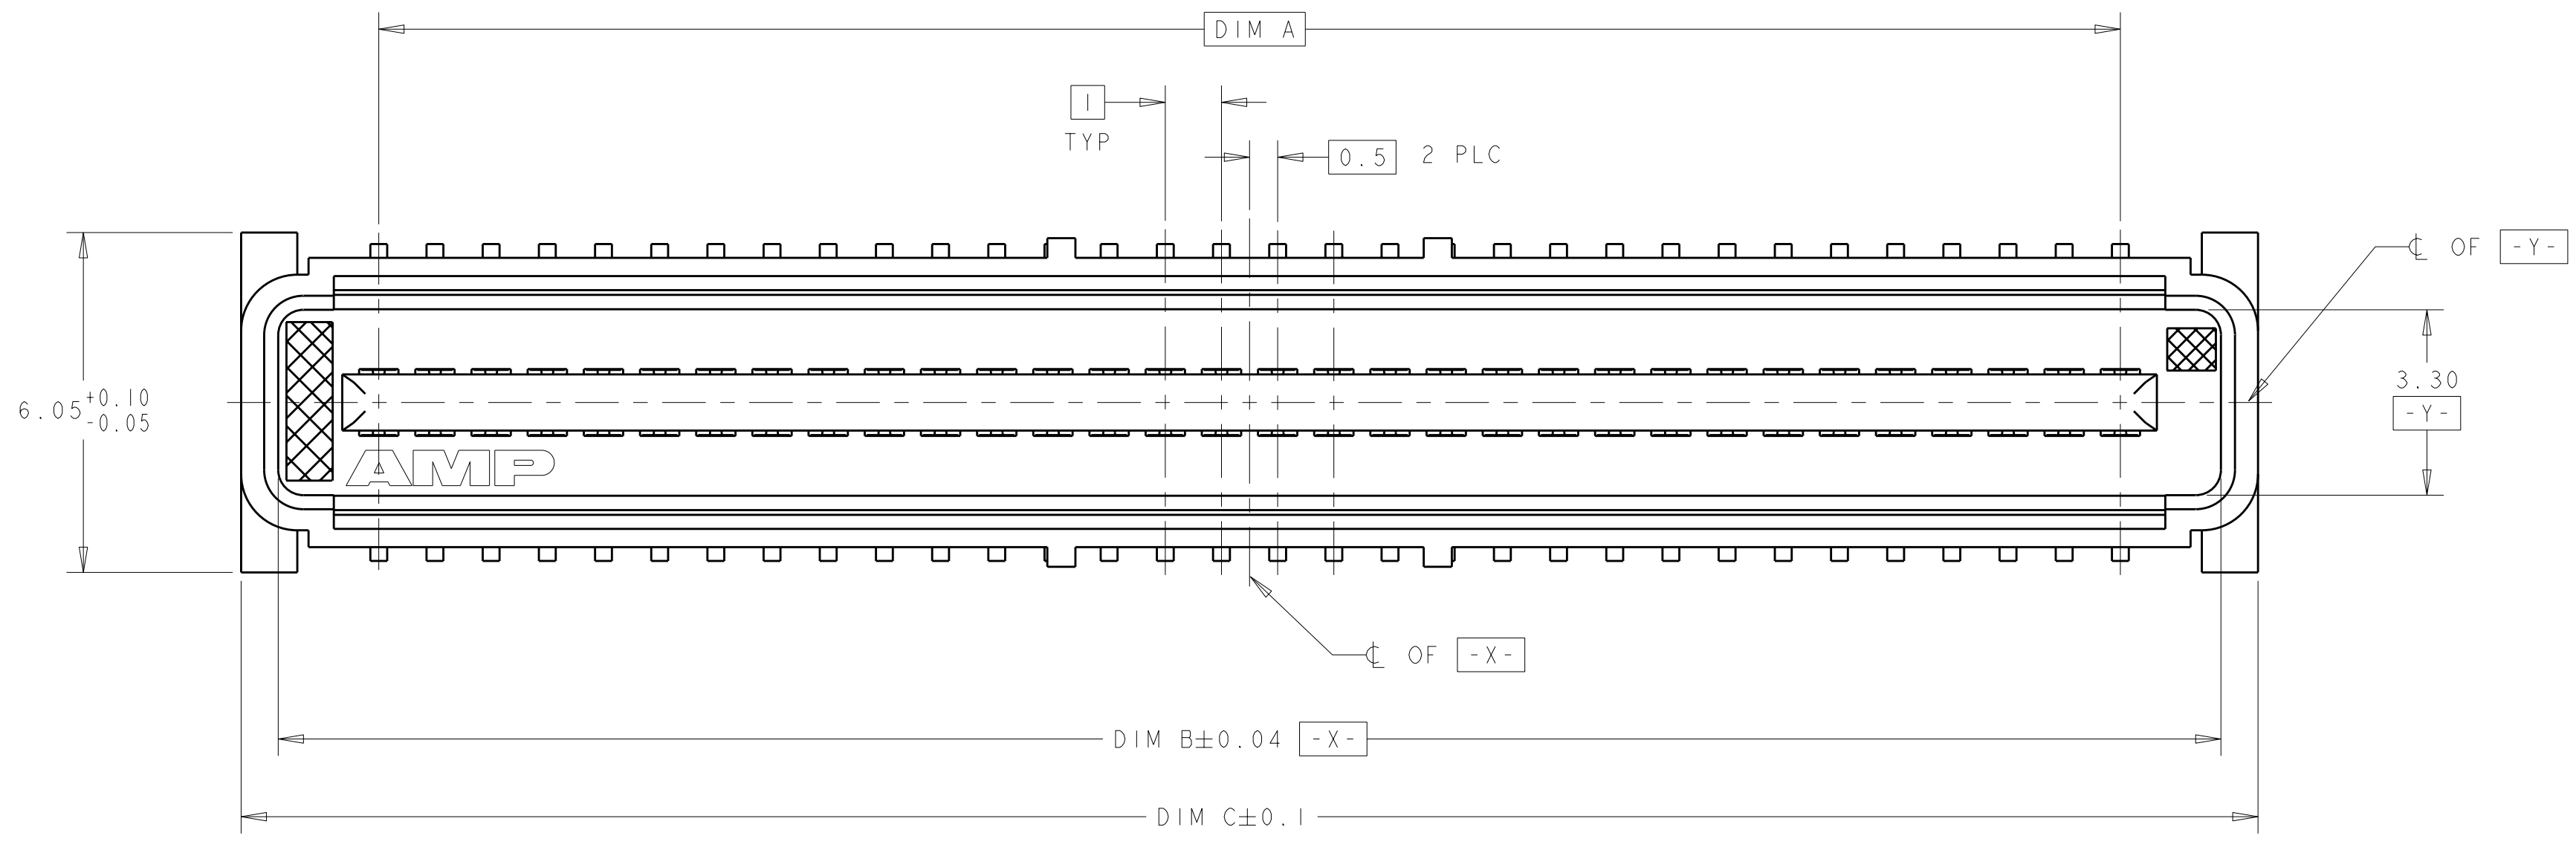 DIM A
1
TYP
0.5 2 PLC
℄ OF -Y-
6.05 +0.10 -0.05
3.30
-Y-
AMP
℄ OF -X-
DIM B±0.04 -X-
DIM C±0.1